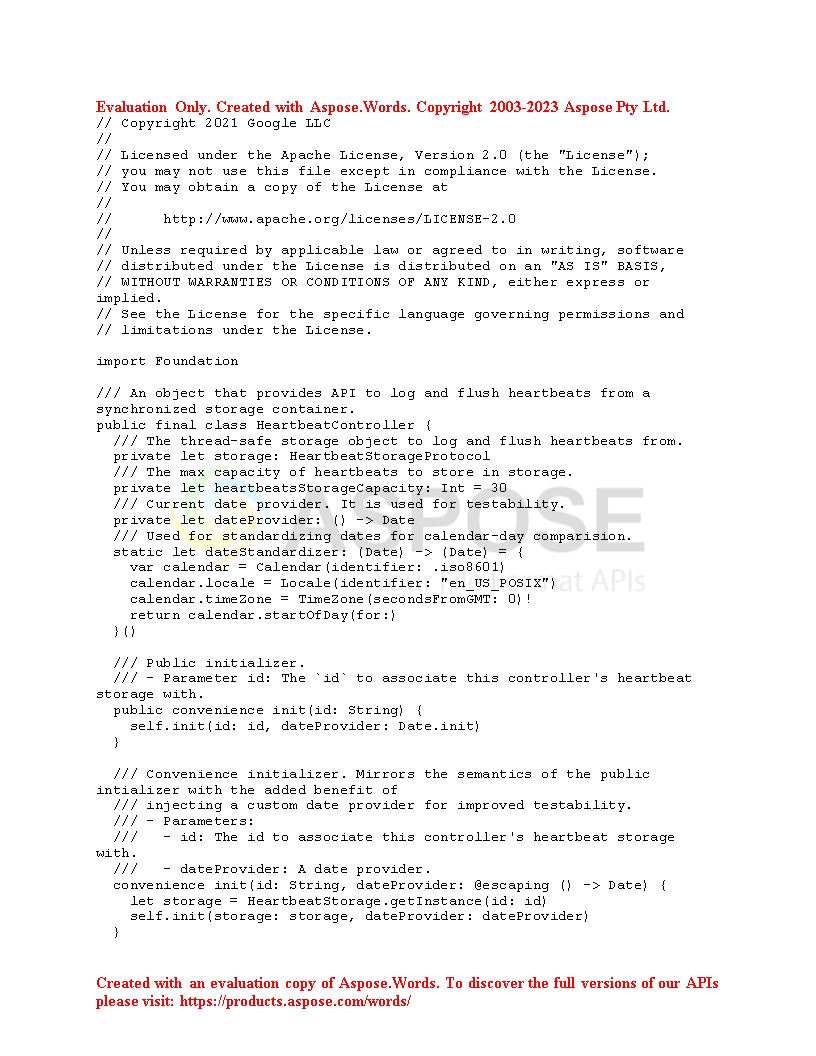 Evaluation Only. Created with Aspose.Words. Copyright 2003-2023 Aspose Pty Ltd.
// Copyright 2021 Google LLC
//
// Licensed under the Apache License, Version 2.0 (the "License");
// you may not use this file except in compliance with the License.
// You may obtain a copy of the License at
//
//      http://www.apache.org/licenses/LICENSE-2.0
//
// Unless required by applicable law or agreed to in writing, software
// distributed under the License is distributed on an "AS IS" BASIS,
// WITHOUT WARRANTIES OR CONDITIONS OF ANY KIND, either express or
implied.
// See the License for the specific language governing permissions and
// limitations under the License.

import Foundation

/// An object that provides API to log and flush heartbeats from a
synchronized storage container.
public final class HeartbeatController {
  /// The thread-safe storage object to log and flush heartbeats from.
  private let storage: HeartbeatStorageProtocol
  /// The max capacity of heartbeats to store in storage.
  private let heartbeatsStorageCapacity: Int = 30
  /// Current date provider. It is used for testability.
  private let dateProvider: () -> Date
  /// Used for standardizing dates for calendar-day comparision.
  static let dateStandardizer: (Date) -> (Date) = {
    var calendar = Calendar(identifier: .iso8601)
    calendar.locale = Locale(identifier: "en_US_POSIX")
    calendar.timeZone = TimeZone(secondsFromGMT: 0)!
    return calendar.startOfDay(for:)
  }()

  /// Public initializer.
  /// - Parameter id: The `id` to associate this controller's heartbeat
storage with.
  public convenience init(id: String) {
    self.init(id: id, dateProvider: Date.init)
  }

  /// Convenience initializer. Mirrors the semantics of the public
intializer with the added benefit of
  /// injecting a custom date provider for improved testability.
  /// - Parameters:
  ///   - id: The id to associate this controller's heartbeat storage
with.
  ///   - dateProvider: A date provider.
  convenience init(id: String, dateProvider: @escaping () -> Date) {
    let storage = HeartbeatStorage.getInstance(id: id)
    self.init(storage: storage, dateProvider: dateProvider)
  }

ASPOSE
at APIs
Created with an evaluation copy of Aspose.Words. To discover the full versions of our APIs
please visit: https://products.aspose.com/words/